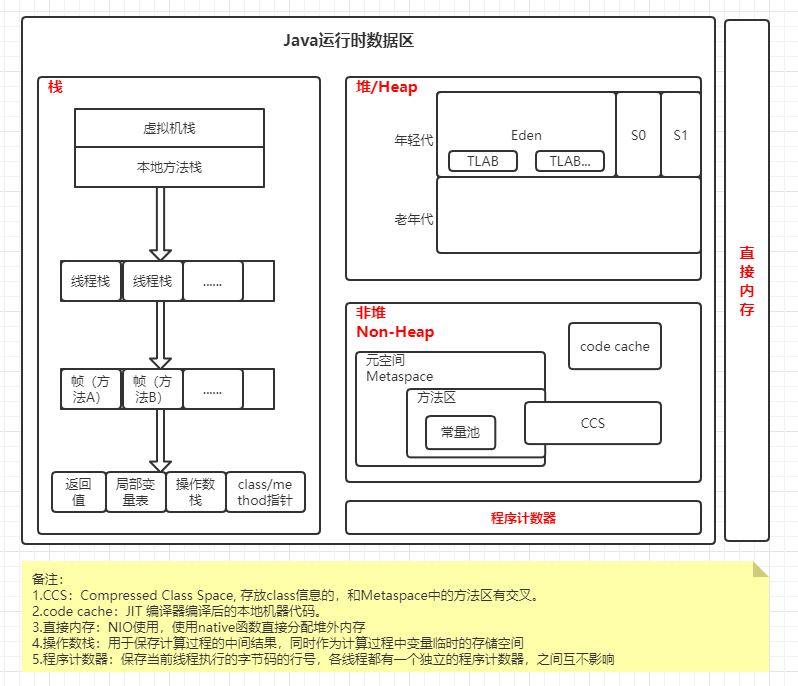 Java运行时数据区
栈
虚拟机栈
本地方法栈
线程栈
线程栈
......
帧（方
法A）
帧（方
法B）
......
返回
值
局部变
量表
操作数
栈
class/me
thod指针
堆/Heap
年轻代
Eden
TLAB
TLAB...
S0
S1
老年代
非堆
Non-Heap
code cache
元空间
Metaspace
方法区
常量池
CCS
程序计数器
直
接
内
存
备注：
1.CCS：Compressed Class Space, 存放class信息的，和Metaspace中的方法区有交叉。
2.code cache：JIT 编译器编译后的本地机器代码。
3.直接内存：NIO使用，使用native函数直接分配堆外内存
4.操作数栈：用于保存计算过程的中间结果，同时作为计算过程中变量临时的存储空间
5.程序计数器：保存当前线程执行的字节码的行号，各线程都有一个独立的程序计数器，之间互不影响